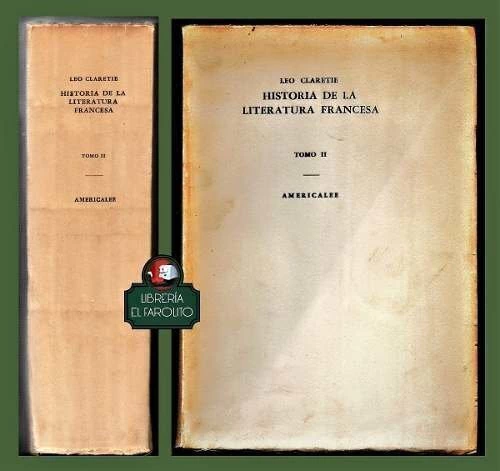 LEO CLARETIE
HISTORIA DE LA
LITERATURA
FRANCESA
TOMO II
AMERICALEE
LEO CLARETIE
HISTORIA DE LA
LITERATURA FRANCESA
TOMO II
AMERICALEE
LIBRERÍA
EL FAROLITO